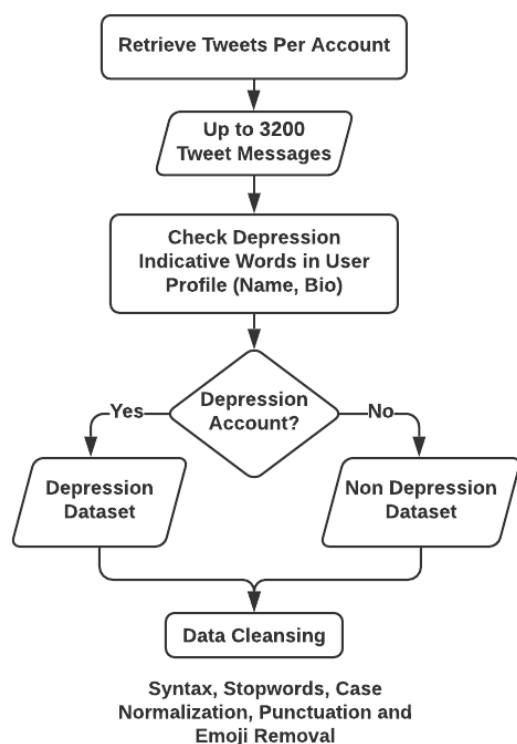 Retrieve Tweets Per Account
Up to 3200
Tweet Messages
Check Depression
Indicative Words in User
Profile (Name, Bio)
Depression
Account?
Yes
No
Depression
Dataset
Non Depression
Dataset
Data Cleansing
Syntax, Stopwords, Case
Normalization, Punctuation and
Emoji Removal